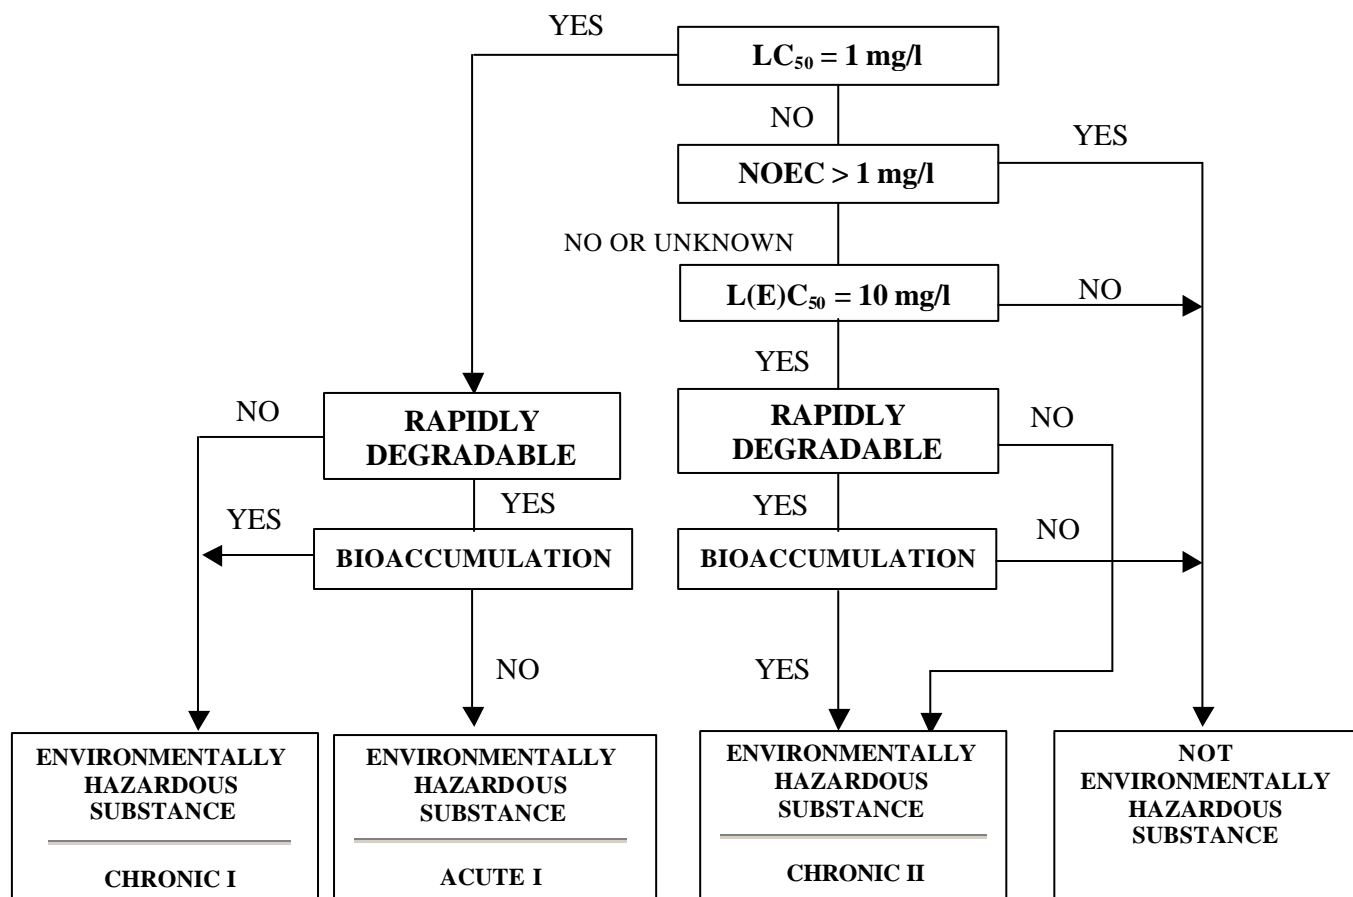 YES
LC₅₀ = 1 mg/l
NO
YES
NOEC > 1 mg/l
NO OR UNKNOWN
L(E)C₅₀ = 10 mg/l
NO
YES
NO
RAPIDLY
DEGRADABLE
RAPIDLY
DEGRADABLE
NO
YES
YES
YES
NO
BIOACCUMULATION
BIOACCUMULATION
NO
YES
ENVIRONMENTALLY
HAZARDOUS
SUBSTANCE
CHRONIC I
ENVIRONMENTALLY
HAZARDOUS
SUBSTANCE
ACUTE I
ENVIRONMENTALLY
HAZARDOUS
SUBSTANCE
CHRONIC II
NOT
ENVIRONMENTALLY
HAZARDOUS
SUBSTANCE